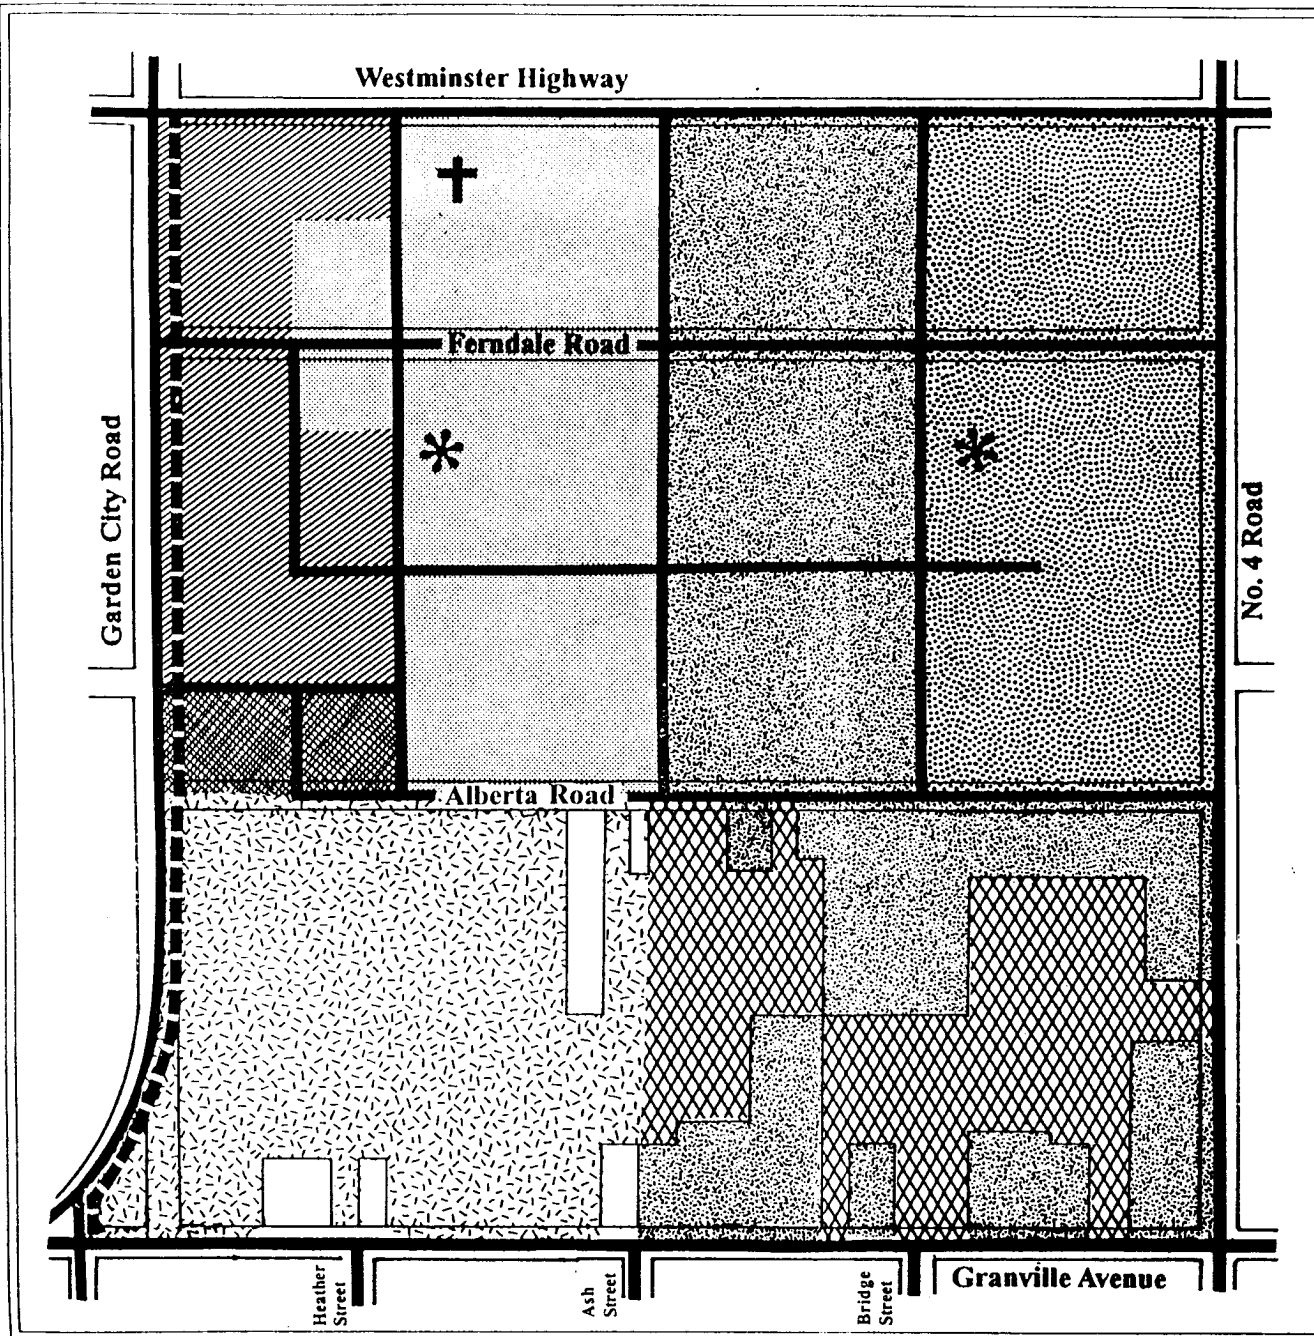 Westminster Highway
Ferndale Road
Garden City Road
No. 4 Road
Alberta Road
Heather
Street
Ash
Street
Bridge
Street
Granville Avenue